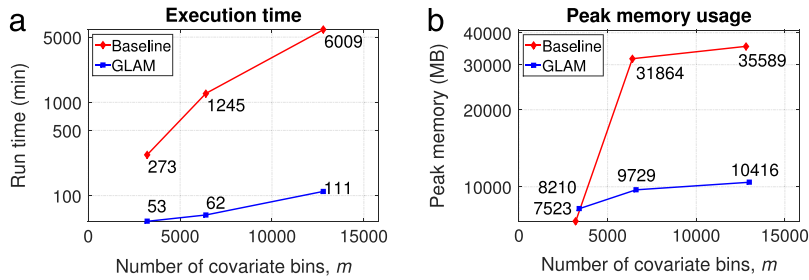 a
Execution time
Run time (min)
5000
1000
500
100
Baseline
GLAM
273
1245
6009
53
62
111
0
5000
10000
15000
Number of covariate bins, m
b
Peak memory usage
Peak memory (MB)
40000
30000
20000
10000
Baseline
GLAM
31864
35589
8210
9729
10416
7523
0
5000
10000
15000
Number of covariate bins, m